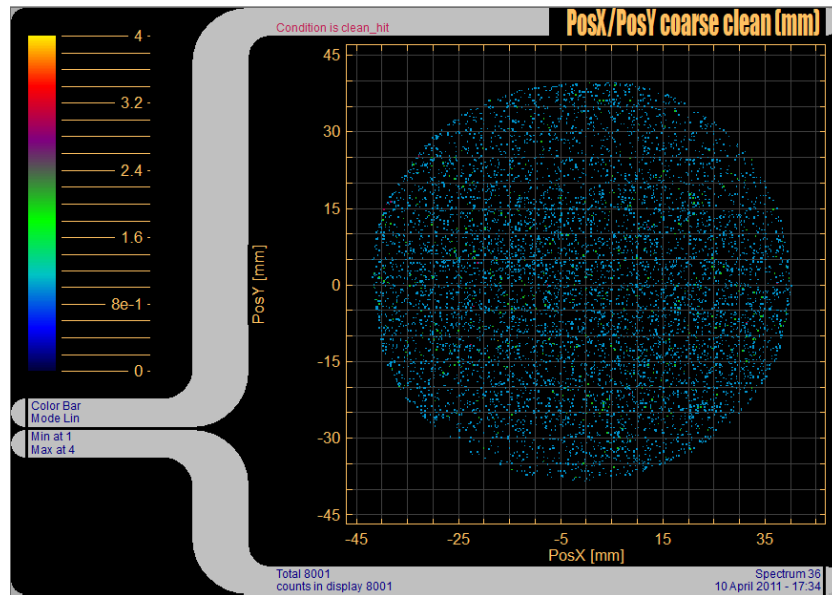 Condition is clean_hit
PosX/PosY coarse clean (mm)
4
3.2
2.4
1.6
8e-1
0
Color Bar
Mode Lin
Min at 1
Max at 4
PosY [mm]
45
30
15
0
-15
-30
-45
-45
-25
-5
15
35
PosX [mm]
Total 8001
counts in display 8001
Spectrum 36
10 April 2011 - 17:34